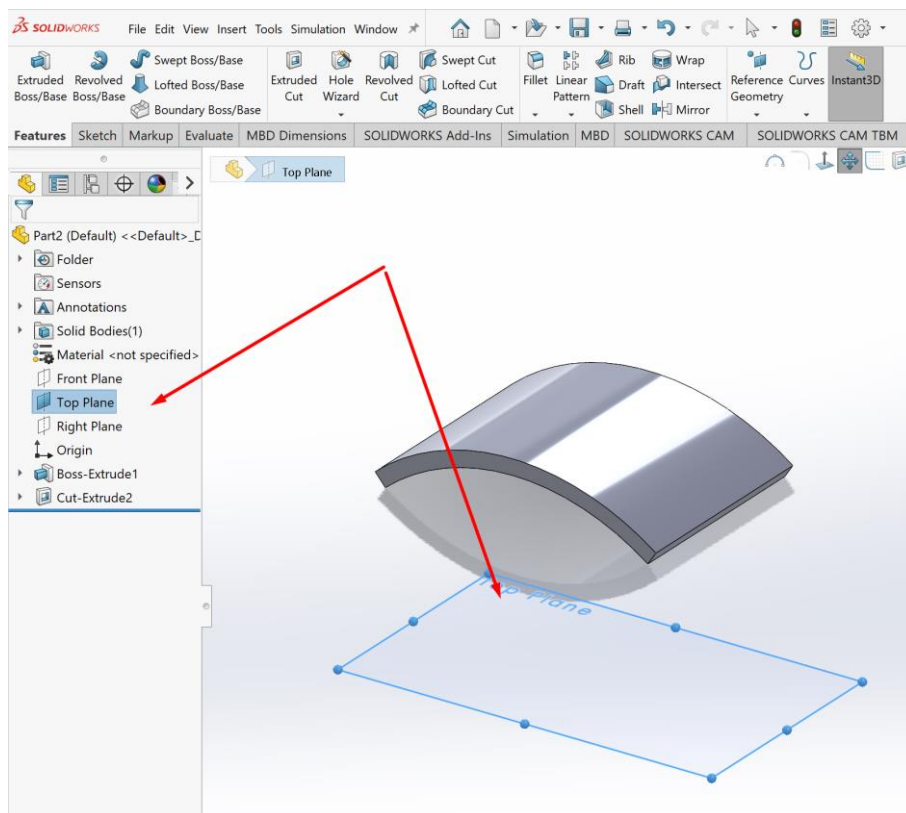 SOLIDWORKS File Edit View Insert Tools Simulation Window
Extruded Boss/Base
Revolved Boss/Base
Swept Boss/Base
Lofted Boss/Base
Boundary Boss/Base
Extruded Cut
Hole Wizard
Revolved Cut
Swept Cut
Lofted Cut
Boundary Cut
Fillet
Linear Pattern
Rib
Draft
Shell
Wrap
Intersect
Mirror
Reference Geometry
Curves
Instant3D
Features Sketch Markup Evaluate MBD Dimensions SOLIDWORKS Add-Ins Simulation MBD SOLIDWORKS CAM SOLIDWORKS CAM TBM
Top Plane
Part2 (Default) <<Default>_D
Folder
Sensors
Annotations
Solid Bodies(1)
Material <not specified>
Front Plane
Top Plane
Right Plane
Origin
Boss-Extrude1
Cut-Extrude2
Top Plane